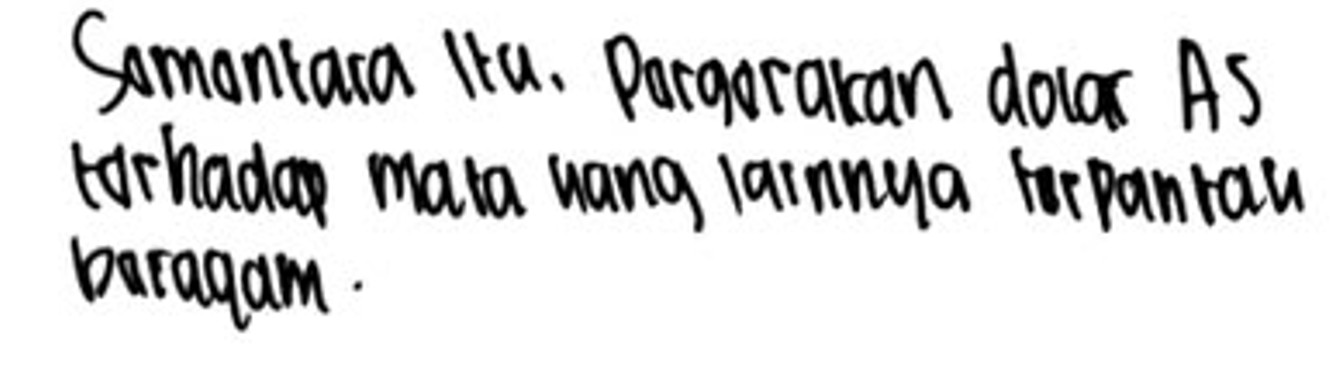 Sementara Itu, Pergerakan dolar AS
terhadap mata uang lainnya terpantau
beragam.